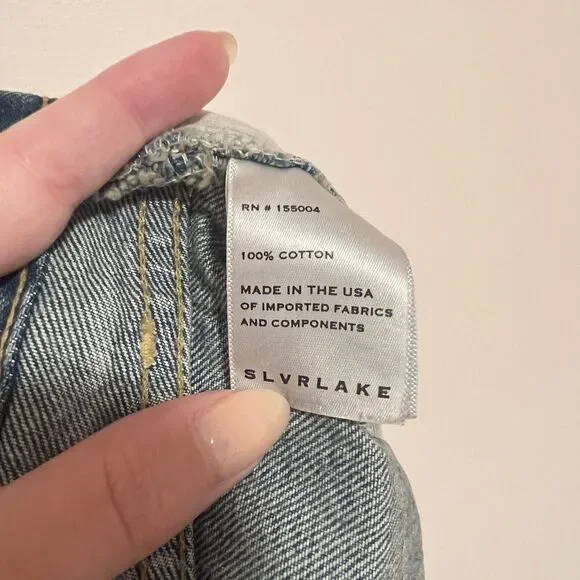 RN # 155004
100% COTTON
MADE IN THE USA
OF IMPORTED FABRICS
AND COMPONENTS
SLVRLAKE